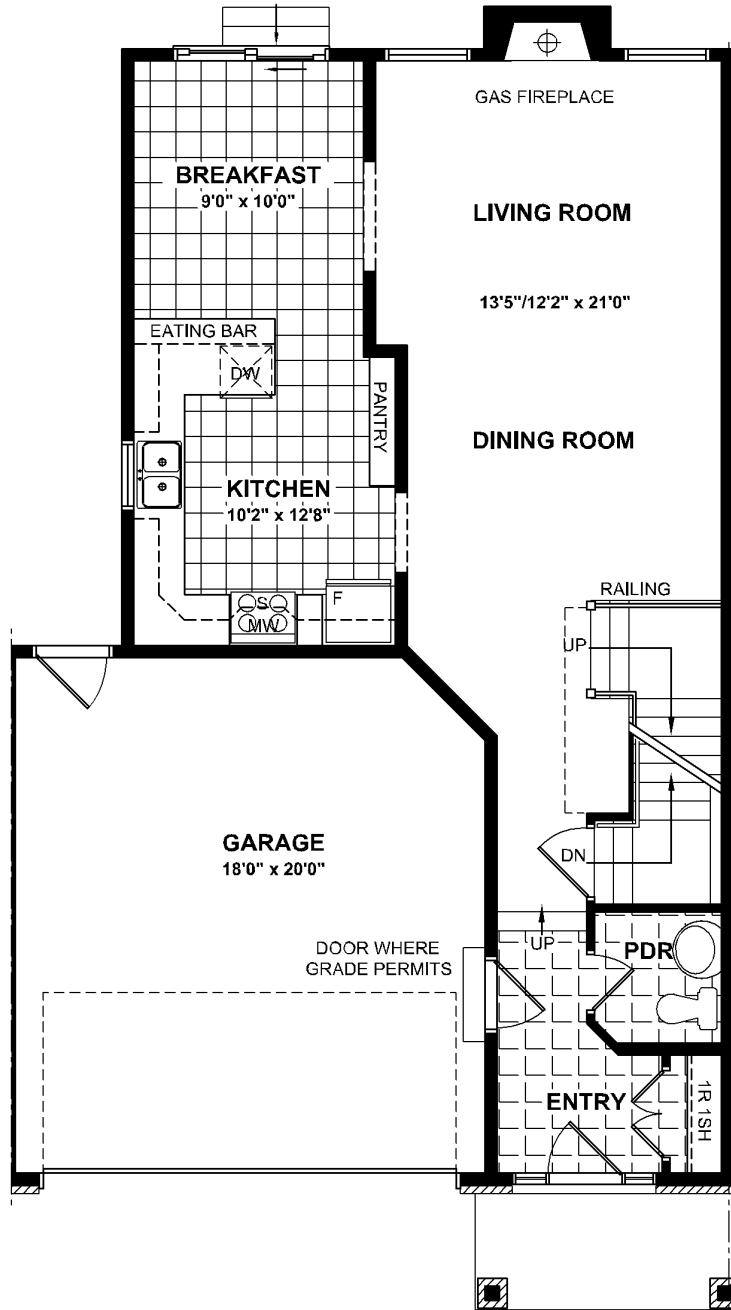 GAS FIREPLACE
BREAKFAST
9'0" x 10'0"
LIVING ROOM
13'5"/12'2" x 21'0"
EATING BAR
DW
PANTRY
DINING ROOM
KITCHEN
10'2" x 12'8"
RAILING
S
MW
F
UP
GARAGE
18'0" x 20'0"
DN
UP
PDR
DOOR WHERE
GRADE PERMITS
ENTRY
1R 1SH